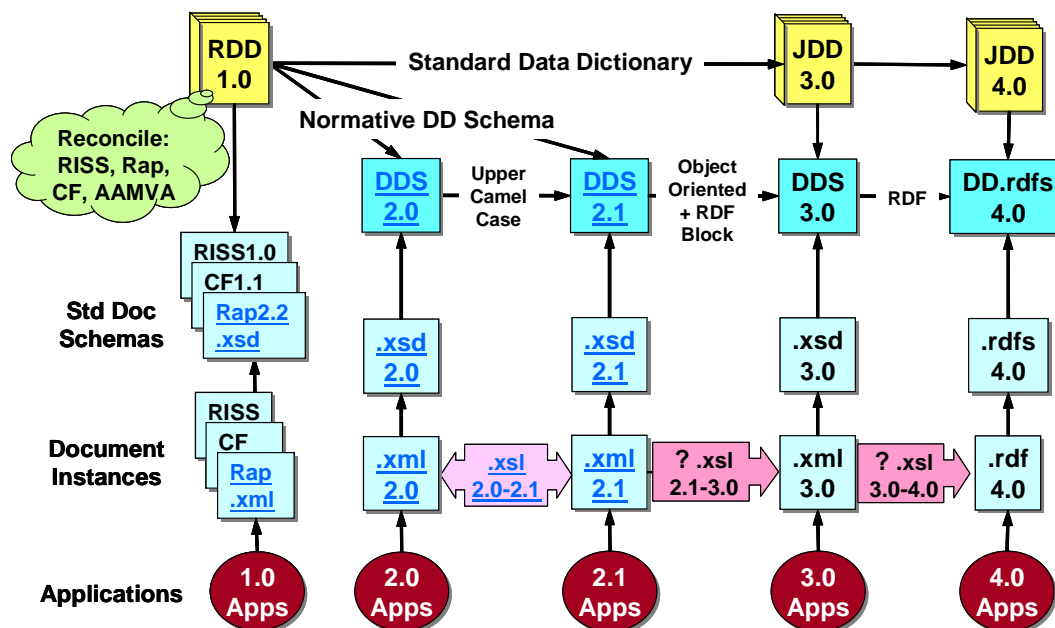 RDD
1.0
Standard Data Dictionary
JDD
3.0
JDD
4.0
Reconcile:
RISS, Rap,
CF, AAMVA
Normative DD Schema
DDS
2.0
Upper
Camel
Case
DDS
2.1
Object
Oriented
+ RDF
Block
DDS
3.0
RDF
DD.rdfs
4.0
Std Doc
Schemas
RISS1.0
CF1.1
Rap2.2
.xsd
.xsd
2.0
.xsd
2.1
.xsd
3.0
.rdfs
4.0
Document
Instances
RISS
CF
Rap
.xml
.xml
2.0
.xsl
2.0-2.1
.xml
2.1
? .xsl
2.1-3.0
.xml
3.0
? .xsl
3.0-4.0
.rdf
4.0
Applications
1.0
Apps
2.0
Apps
2.1
Apps
3.0
Apps
4.0
Apps